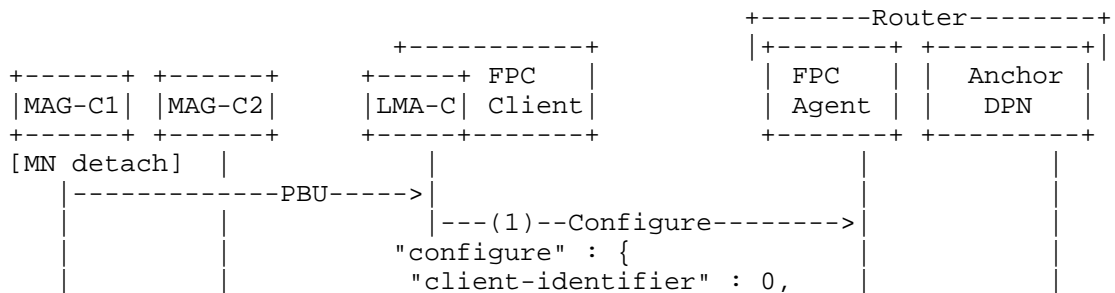 +-------Router--------+
                        +-----------+         |+-------+ +---------+|
+------+ +------+     +-----+ FPC   |          | FPC   | |  Anchor |
|MAG-C1| |MAG-C2|     |LMA-C| Client|          | Agent | |   DPN   |
+------+ +------+     +-----+-------+          +-------+ +---------+
[MN detach]  |            |                          |           |
   |-------------PBU----->|                          |           |
   |         |            |---(1)--Configure-------->|           |
   |         |          "configure" : {              |           |
   |         |           "client-identifier" : 0,    |           |